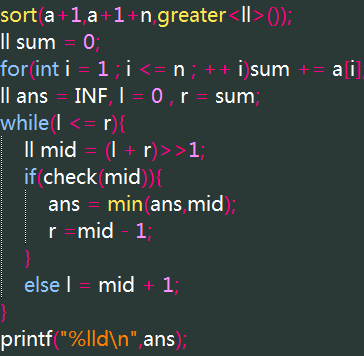 sort(a+1,a+1+n,greater<ll>());
ll sum = 0;
for(int i = 1 ; i <= n ; ++ i)sum += a[i]
ll ans = INF, l = 0 , r = sum;
while(l <= r){
ll mid = (l + r)>>1;
if(check(mid)){
ans = min(ans,mid);
r =mid - 1;
}
else l = mid + 1;
}
printf("%lld\n",ans);